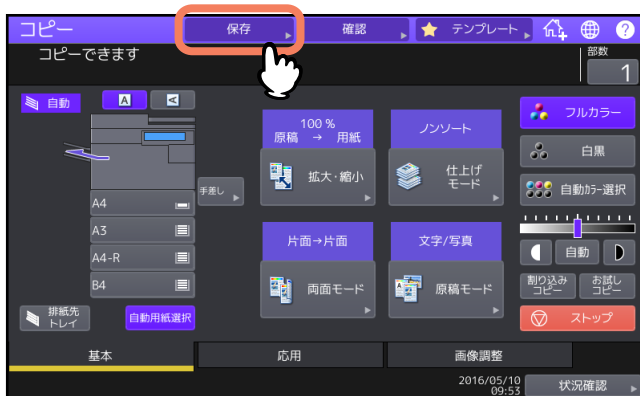 コピー
保存
確認
テンプレート
?
コピーできます
部数
1
自動
A
A
100 %
原稿 → 用紙
拡大・縮小
ノンソート
仕上げ
モード
フルカラー
白黒
自動カラー選択
手差し
A4
A3
A4-R
B4
片面→片面
両面モード
文字/写真
原稿モード
自動
割り込み
コピー
お試し
コピー
排紙先
トレイ
自動用紙選択
ストップ
基本
応用
画像調整
2016/05/10
09:53
状況確認